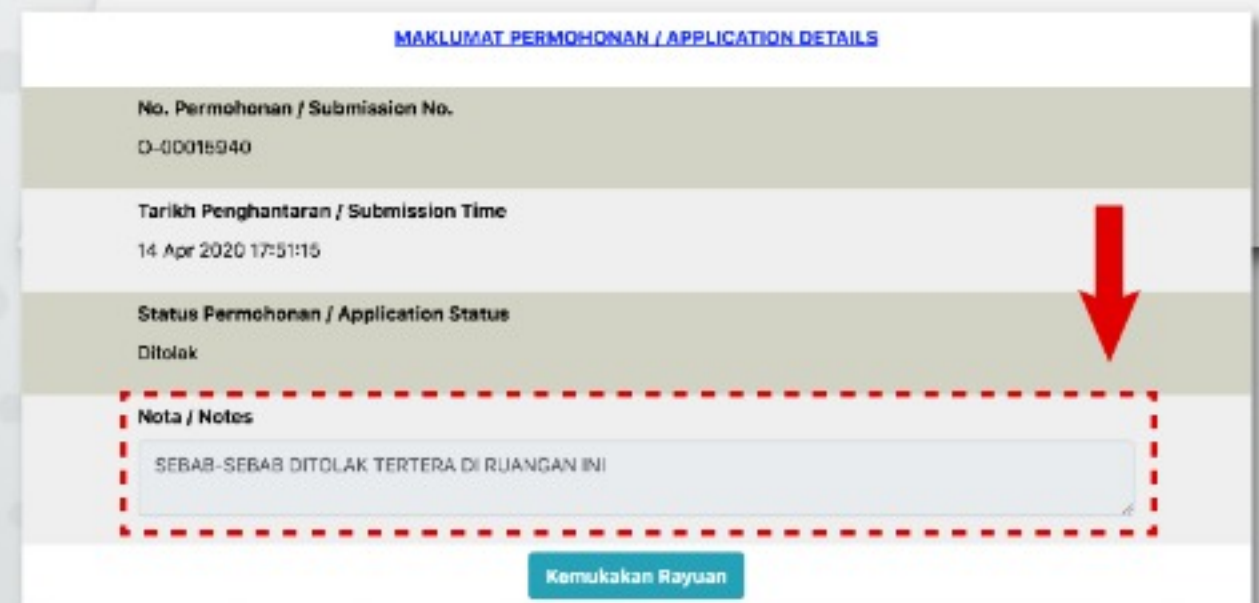 MAKLUMAT PERMOHONAN / APPLICATION DETAILS
No. Permohonan / Submission No.
D-00015940
Tarikh Penghantaran / Submission Time
14 Apr 2020 17:51:15
Status Permohonan / Application Status
Ditolak
Nota / Notes
SEBAB-SEBAB DITOLAK TERTERA DI RUANGAN INI
Kemukakan Rayuan